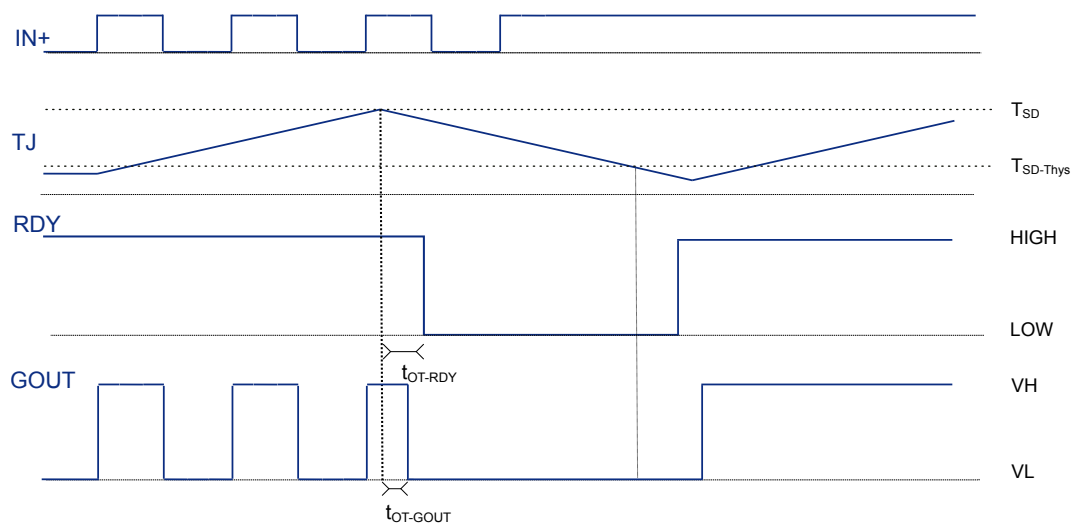 IN+
TSD
TJ
TSD-Thys
RDY
HIGH
LOW
tOT-RDY
GOUT
VH
VL
tOT-GOUT